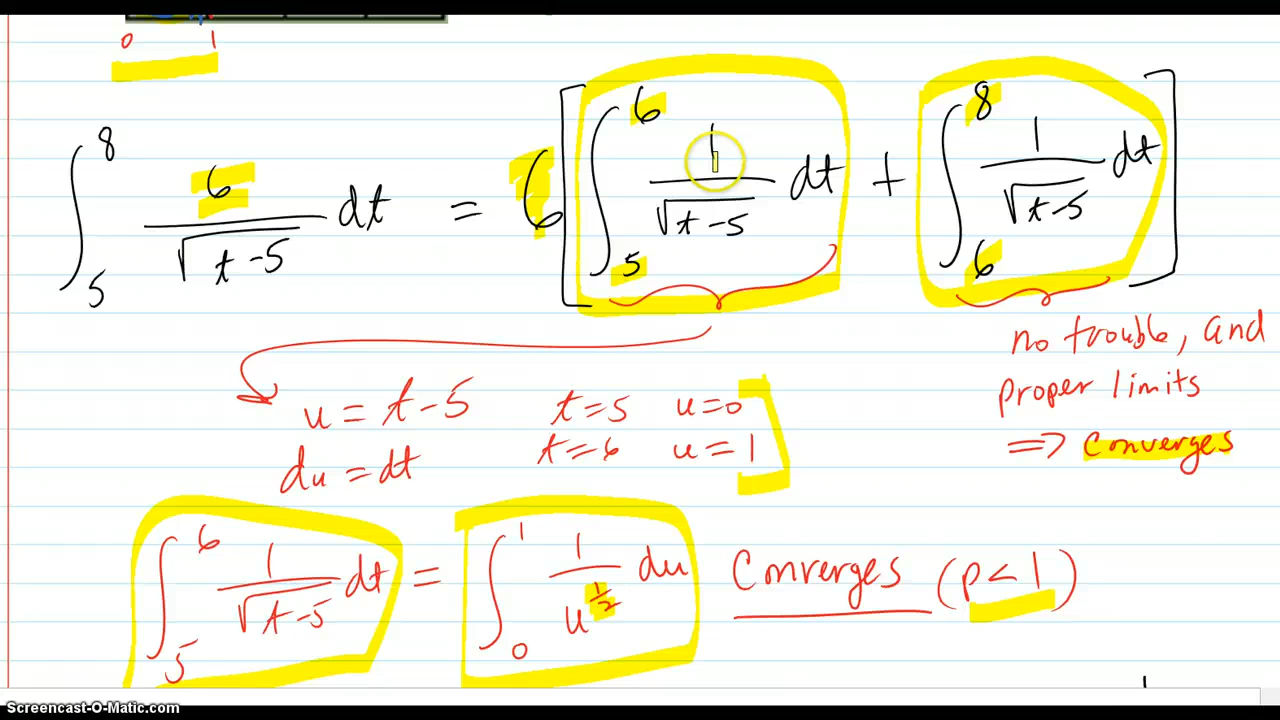 0 1
∫₅⁸ 6/√(t-5) dt = 6 [ ∫₅⁶ 1/√(t-5) dt + ∫₆⁸ 1/√(t-5) dt ]
no trouble, and
proper limits
⇒ Converges
u = t-5 t=5 u=0
du = dt t=6 u=1
∫₅⁶ 1/√(t-5) dt = ∫₀¹ 1/u^(1/2) du Converges (p<1)
Screencast-O-Matic.com